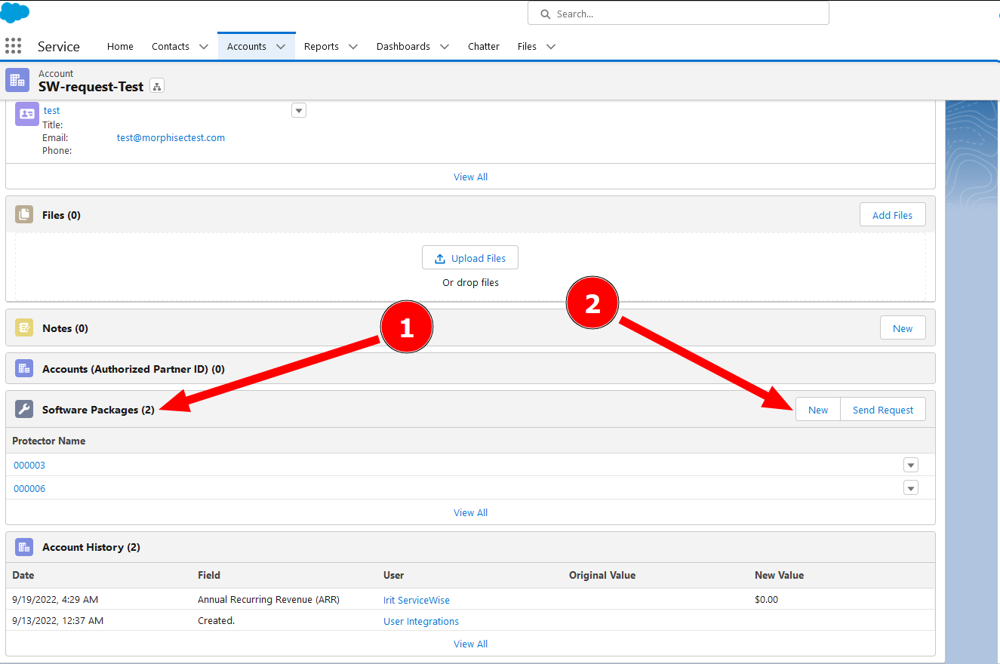 Search...
Service Home Contacts Accounts Reports Dashboards Chatter Files
Account
SW-request-Test
test
Title:
Email: test@morphisectest.com
Phone:
View All
Files (0) Add Files
Upload Files
Or drop files
1
2
Notes (0) New
Accounts (Authorized Partner ID) (0)
Software Packages (2) New Send Request
Protector Name
000003
000006
View All
Account History (2)
Date Field User Original Value New Value
9/19/2022, 4:29 AM Annual Recurring Revenue (ARR) Irit ServiceWise $0.00
9/13/2022, 12:37 AM Created. User Integrations
View All